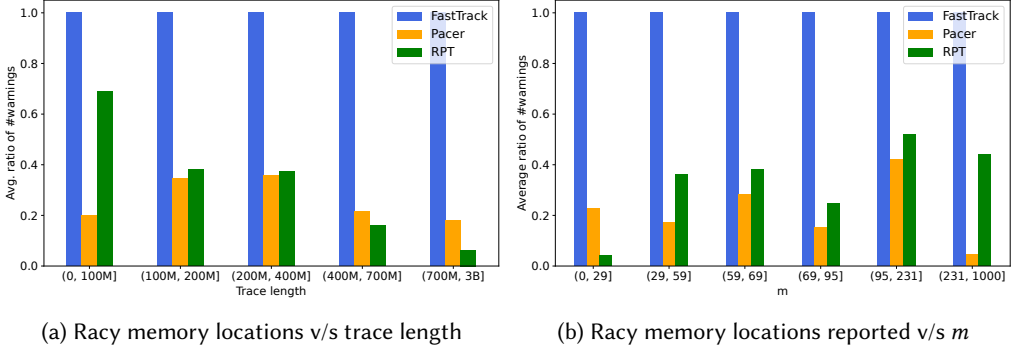 FastTrack
Pacer
RPT
Avg. ratio of #warnings
1.0
0.8
0.6
0.4
0.2
0.0
(0, 100M]
(100M, 200M]
(200M, 400M]
(400M, 700M]
(700M, 3B]
Trace length
(a) Racy memory locations v/s trace length
FastTrack
Pacer
RPT
Average ratio of #warnings
1.0
0.8
0.6
0.4
0.2
0.0
(0, 29]
(29, 59]
(59, 69]
(69, 95]
(95, 231]
(231, 1000]
m
(b) Racy memory locations reported v/s m